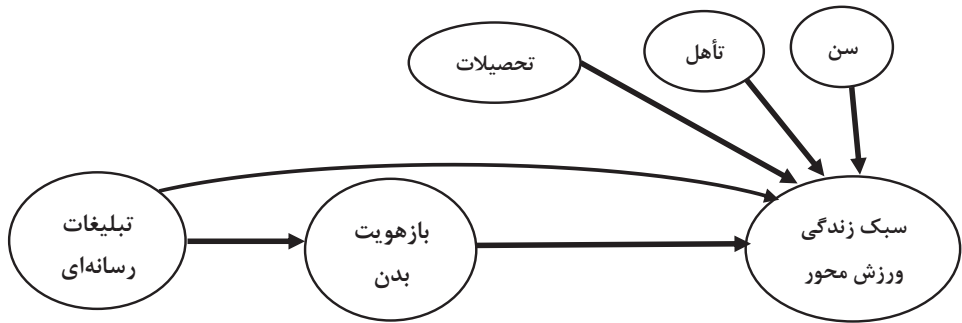 سن
تأهل
تحصیلات
تبلیغات
رسانه‌ای
بازهویت
بدن
سبک زندگی
ورزش محور